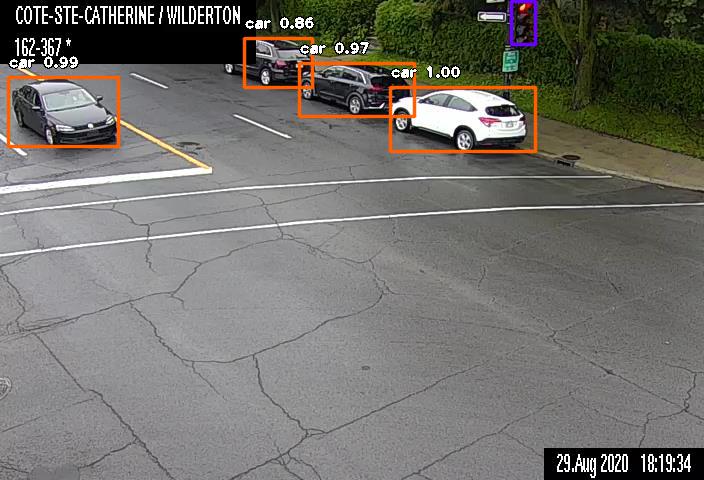 COTE-STE-CATHERINE / WILDERTON
162-367 *
car 0.86
car 0.97
car 0.99
car 1.00
29.Aug 2020 18:19:34